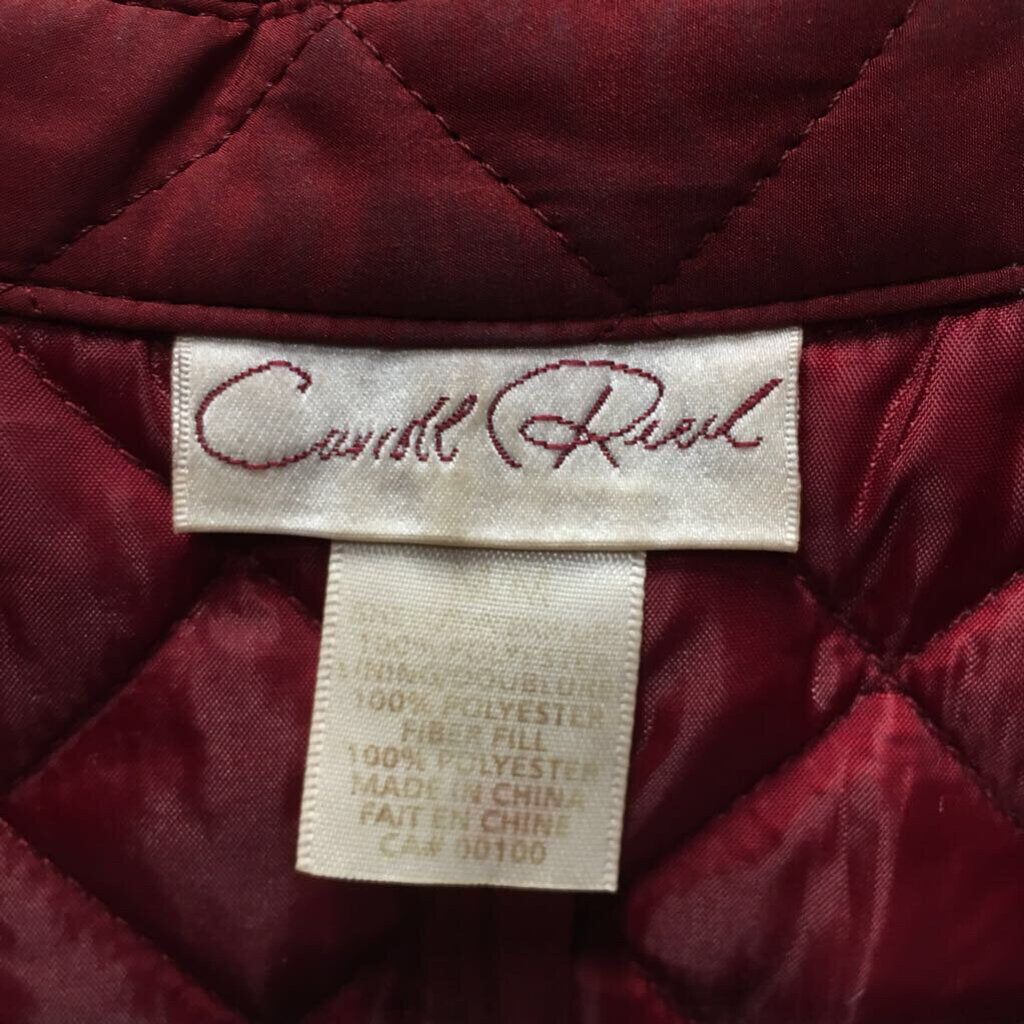 Carroll Reed
M
100% POLYESTER
LINING/DOUBLURE
100% POLYESTER
FIBER FILL
100% POLYESTER
MADE IN CHINA
FAIT EN CHINE
CA# 00100